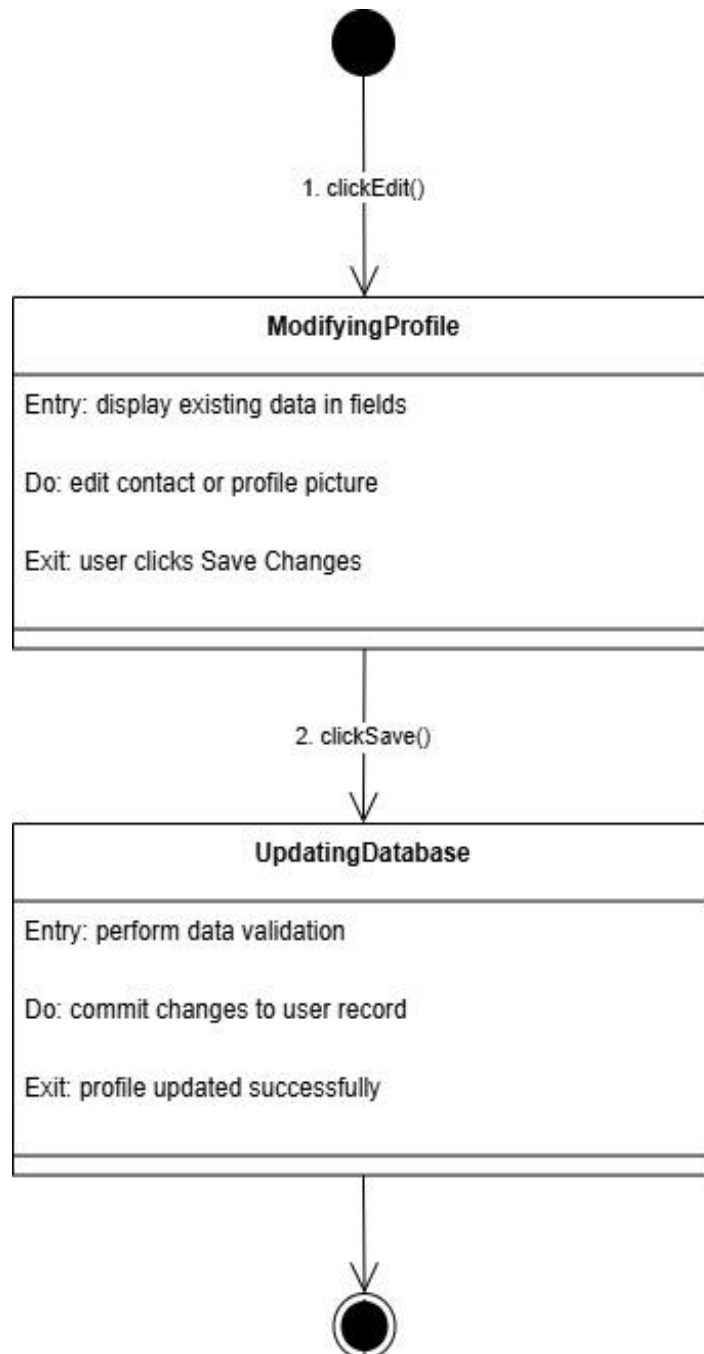 1. clickEdit()
ModifyingProfile
Entry: display existing data in fields
Do: edit contact or profile picture
Exit: user clicks Save Changes
2. clickSave()
UpdatingDatabase
Entry: perform data validation
Do: commit changes to user record
Exit: profile updated successfully